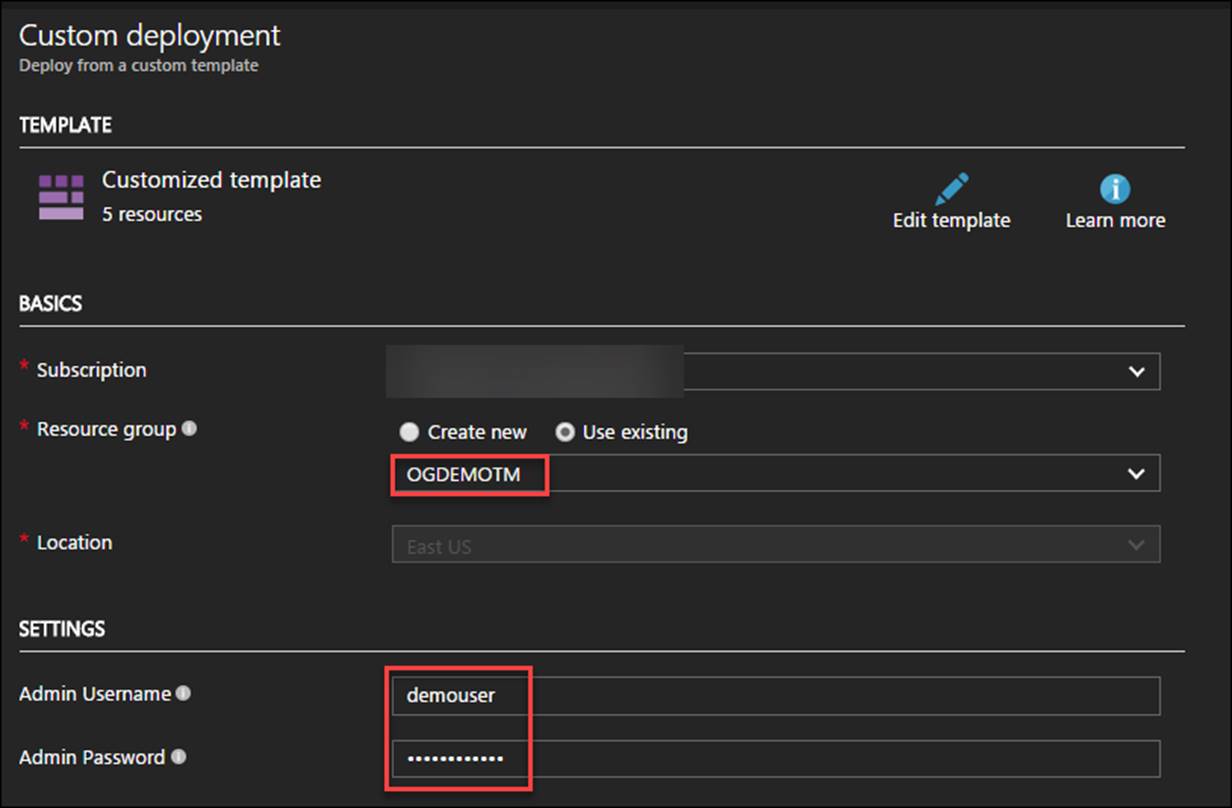 Custom deployment
Deploy from a custom template
TEMPLATE
Customized template
5 resources
Edit template
Learn more
BASICS
* Subscription
* Resource group
Create new
Use existing
OGDEMOTM
* Location
East US
SETTINGS
Admin Username
demouser
Admin Password
••••••••••••